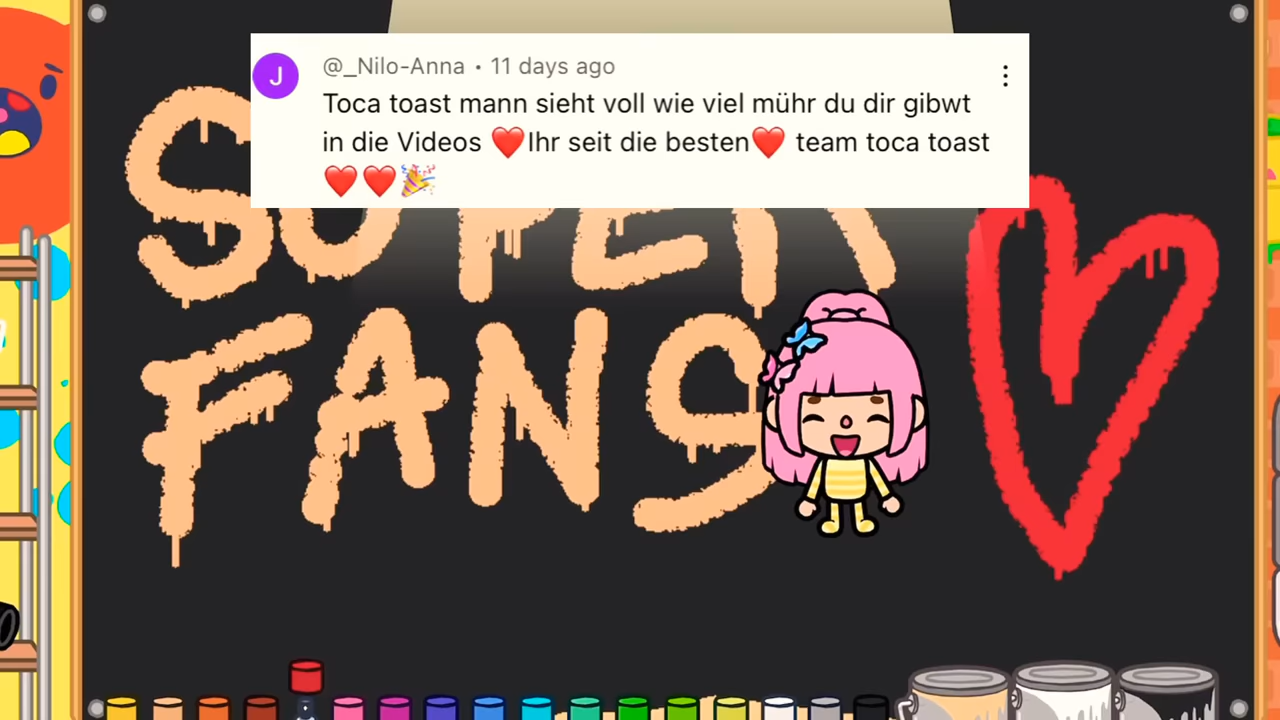 J
@_Nilo-Anna • 11 days ago
Toca toast mann sieht voll wie viel mühr du dir gibwt
in die Videos ❤️Ihr seit die besten❤️ team toca toast
❤️❤️🎉
SUPER
FANS